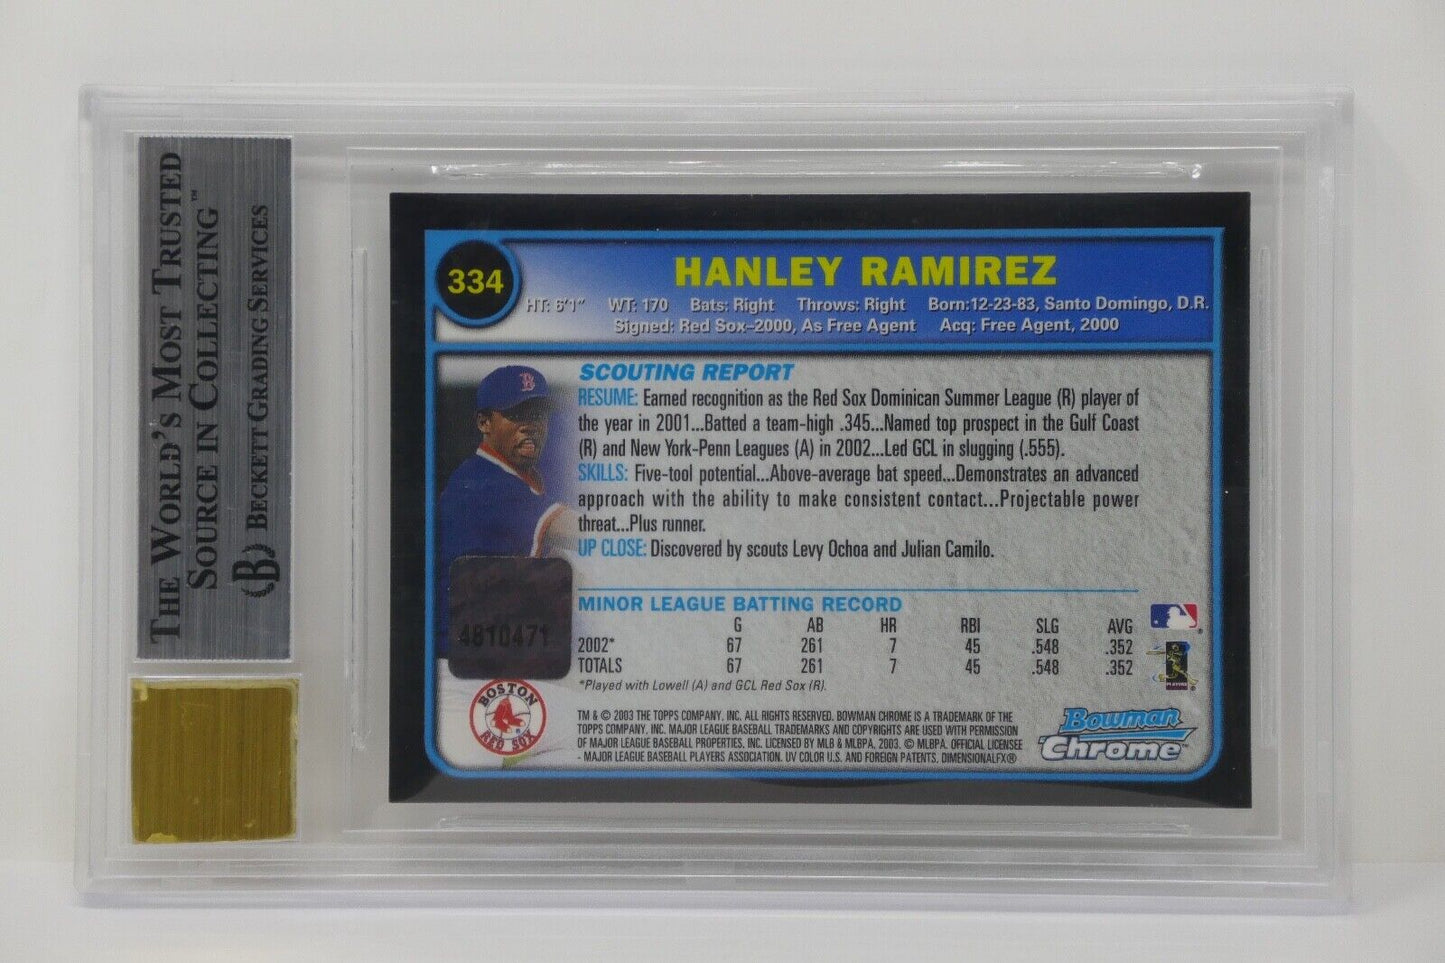 THE WORLD'S MOST TRUSTED
SOURCE IN COLLECTING™
BECKETT GRADING SERVICES
334
HANLEY RAMIREZ
HT: 6'1" WT: 170 Bats: Right Throws: Right Born:12-23-83, Santo Domingo, D.R.
Signed: Red Sox–2000, As Free Agent Acq: Free Agent, 2000
B
SCOUTING REPORT
RESUME: Earned recognition as the Red Sox Dominican Summer League (R) player of
the year in 2001...Batted a team-high .345...Named top prospect in the Gulf Coast
(R) and New York-Penn Leagues (A) in 2002...Led GCL in slugging (.555).
SKILLS: Five-tool potential...Above-average bat speed...Demonstrates an advanced
approach with the ability to make consistent contact...Projectable power
threat...Plus runner.
UP CLOSE: Discovered by scouts Levy Ochoa and Julian Camilo.
4810471
MINOR LEAGUE BATTING RECORD
G AB HR RBI SLG AVG
2002* 67 261 7 45 .548 .352
TOTALS 67 261 7 45 .548 .352
*Played with Lowell (A) and GCL Red Sox (R).
BOSTON
RED SOX
TM & © 2003 THE TOPPS COMPANY, INC. ALL RIGHTS RESERVED. BOWMAN CHROME IS A TRADEMARK OF THE
TOPPS COMPANY, INC. MAJOR LEAGUE BASEBALL TRADEMARKS AND COPYRIGHTS ARE USED WITH PERMISSION
OF MAJOR LEAGUE BASEBALL PROPERTIES, INC. LICENSED BY MLB & MLBPA, 2003. © MLBPA. OFFICIAL LICENSEE
- MAJOR LEAGUE BASEBALL PLAYERS ASSOCIATION. UV COLOR U.S. AND FOREIGN PATENTS. DIMENSIONALFX®
PLAYERS
Bowman
Chrome™